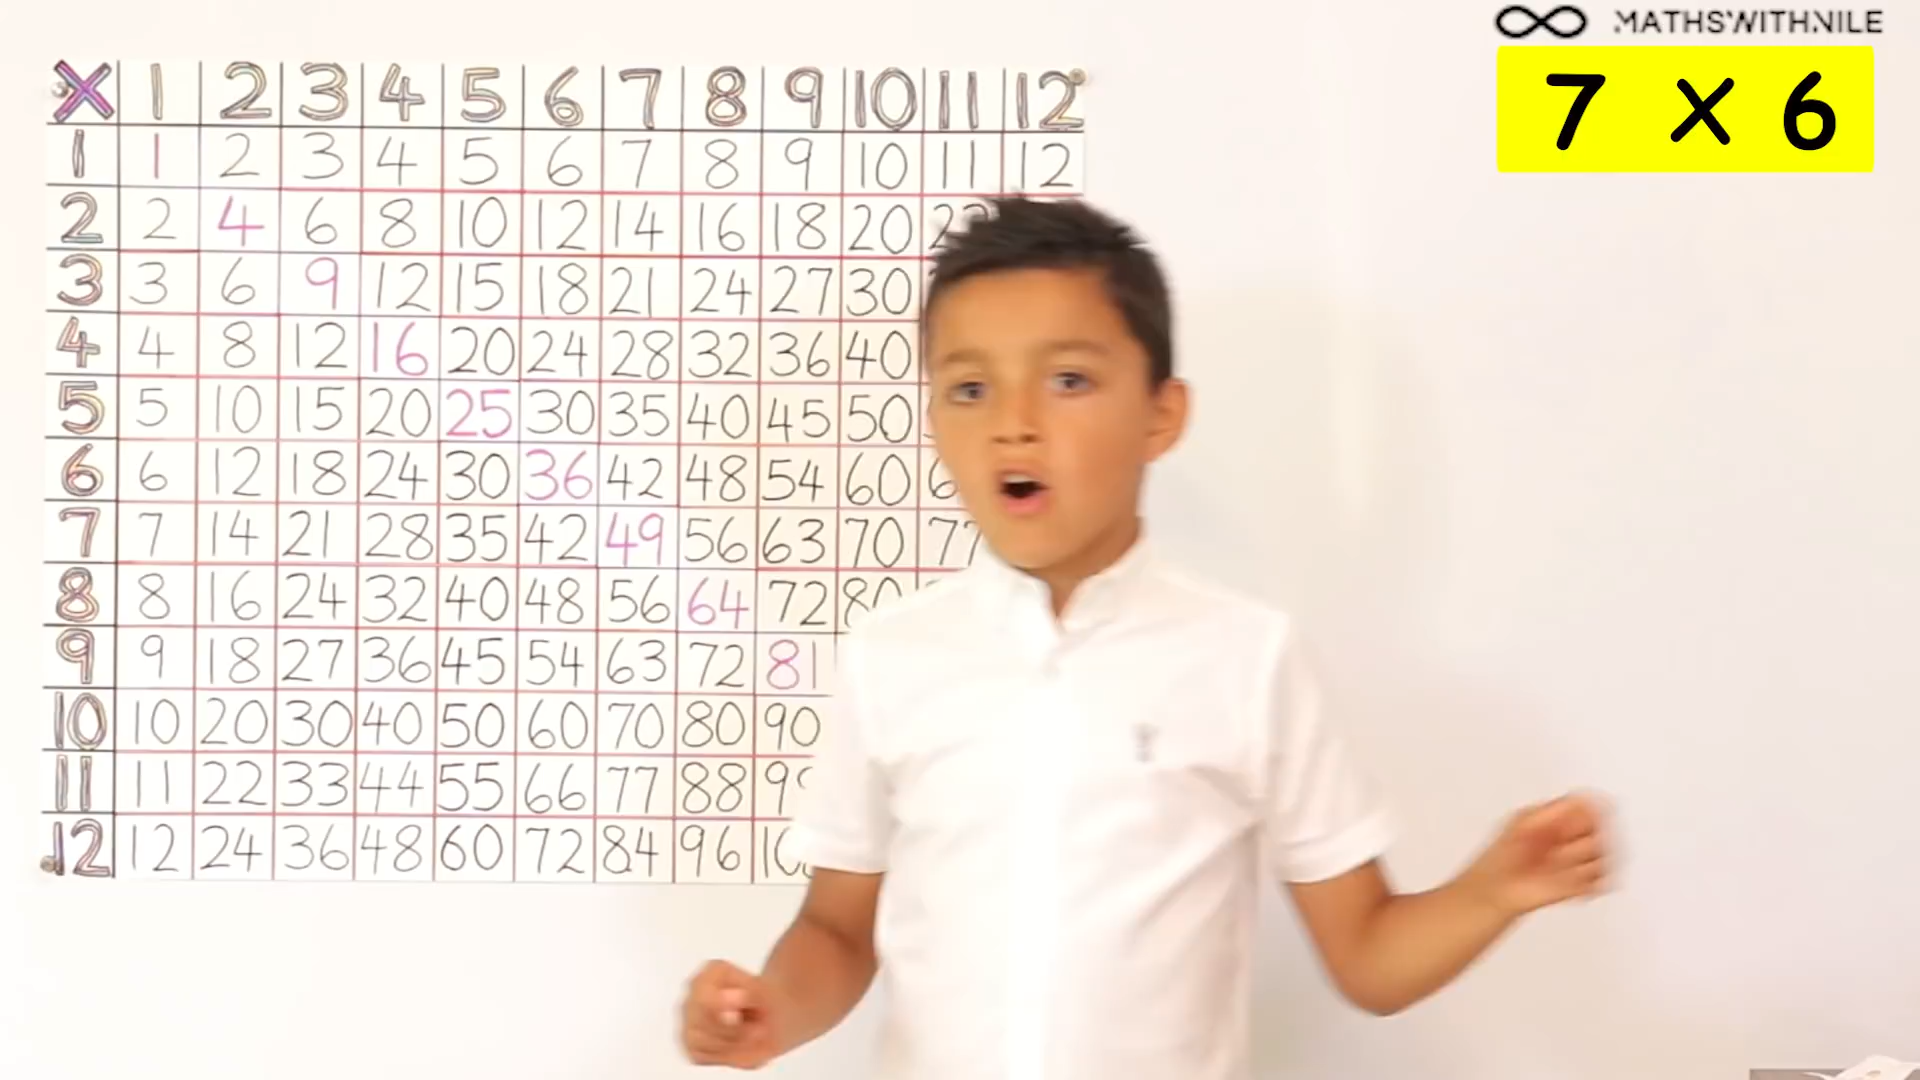 MATHSWITHNILE
7 × 6
X 1 2 3 4 5 6 7 8 9 10 11 12
1 1 2 3 4 5 6 7 8 9 10 11 12
2 2 4 6 8 10 12 14 16 18 20
3 3 6 9 12 15 18 21 24 27 30
4 4 8 12 16 20 24 28 32 36 40
5 5 10 15 20 25 30 35 40 45 50
6 6 12 18 24 30 36 42 48 54 60
7 7 14 21 28 35 42 49 56 63 70 77
8 8 16 24 32 40 48 56 64 72 80
9 9 18 27 36 45 54 63 72 81
10 10 20 30 40 50 60 70 80 90
11 11 22 33 44 55 66 77 88
12 12 24 36 48 60 72 84 96